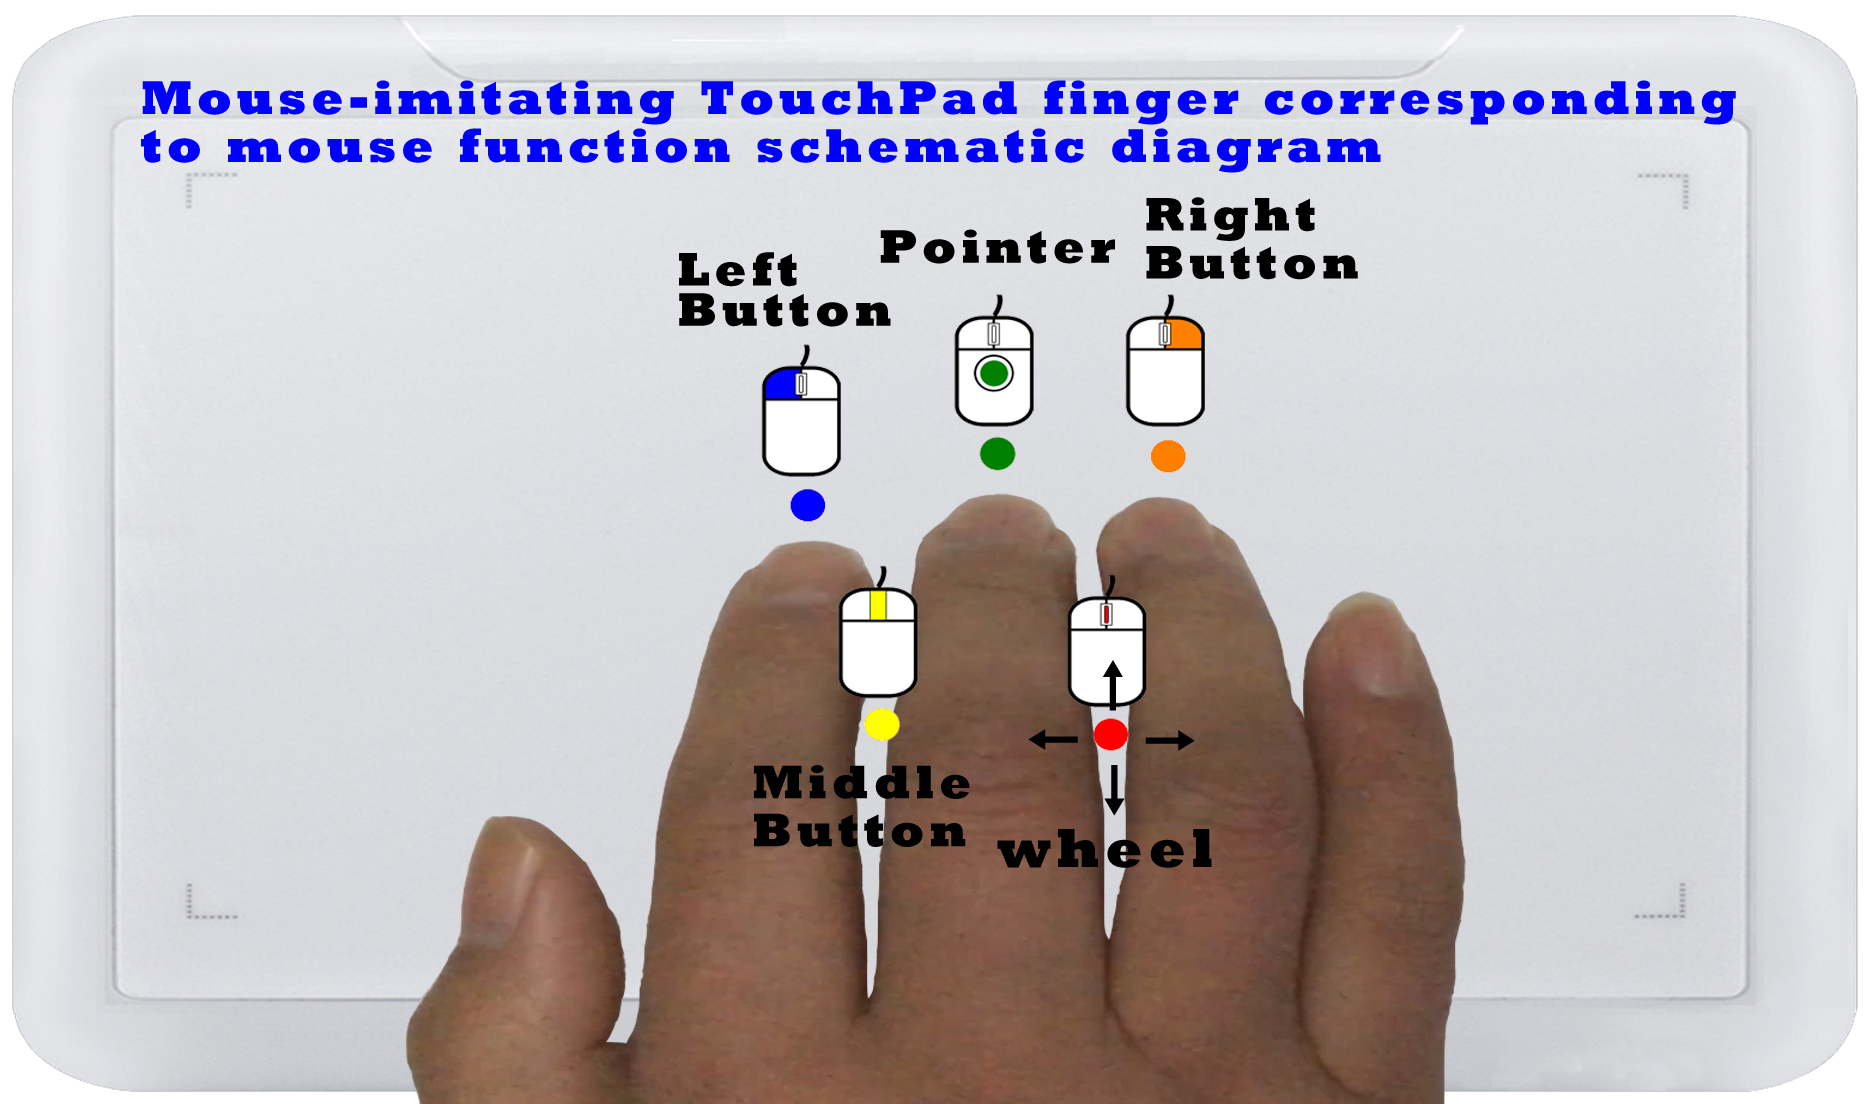 Mouse-imitating TouchPad finger corresponding
to mouse function schematic diagram
Left
Button
Pointer
Right
Button
Middle
Button
wheel